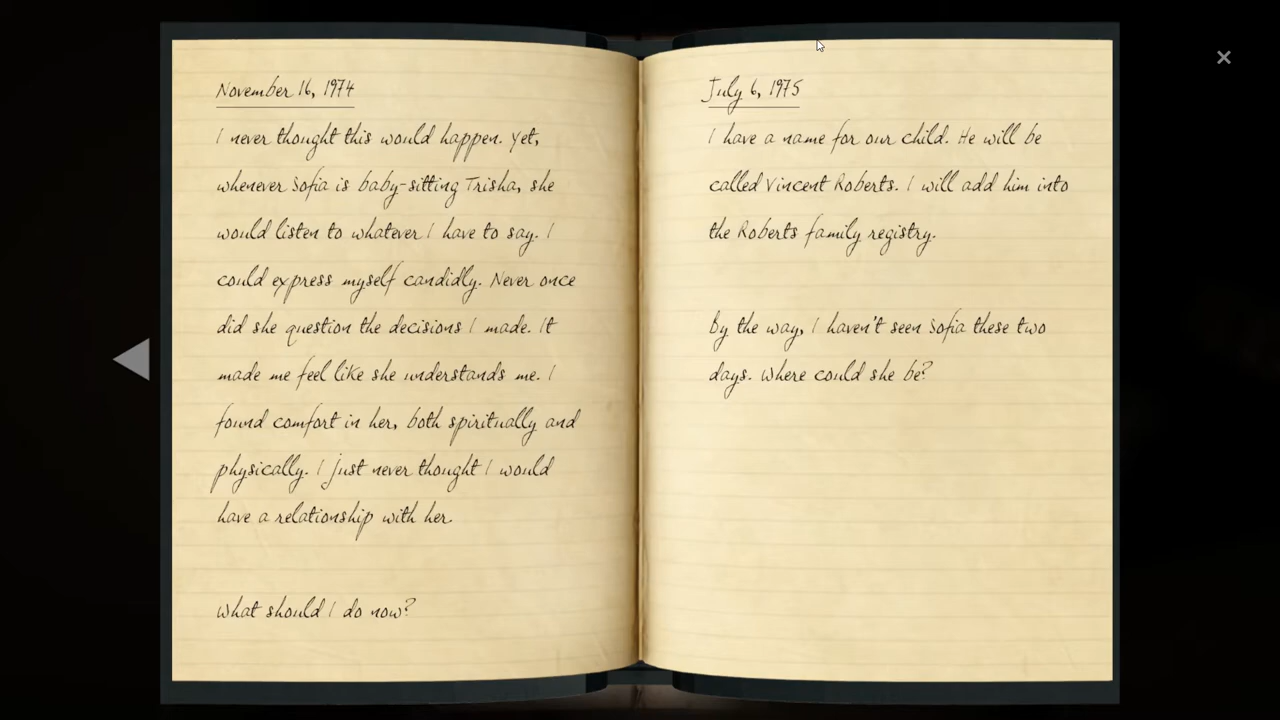 November 16, 1974
I never thought this would happen. Yet,
whenever Sofia is baby-sitting Trisha, she
would listen to whatever I have to say. I
could express myself candidly. Never once
did she question the decisions I made. It
made me feel like she understands me. I
found comfort in her, both spiritually and
physically. I just never thought I would
have a relationship with her.
What should I do now?
July 6, 1975
I have a name for our child. He will be
called Vincent Roberts. I will add him into
the Roberts family registry.
By the way, I haven't seen Sofia these two
days. Where could she be?